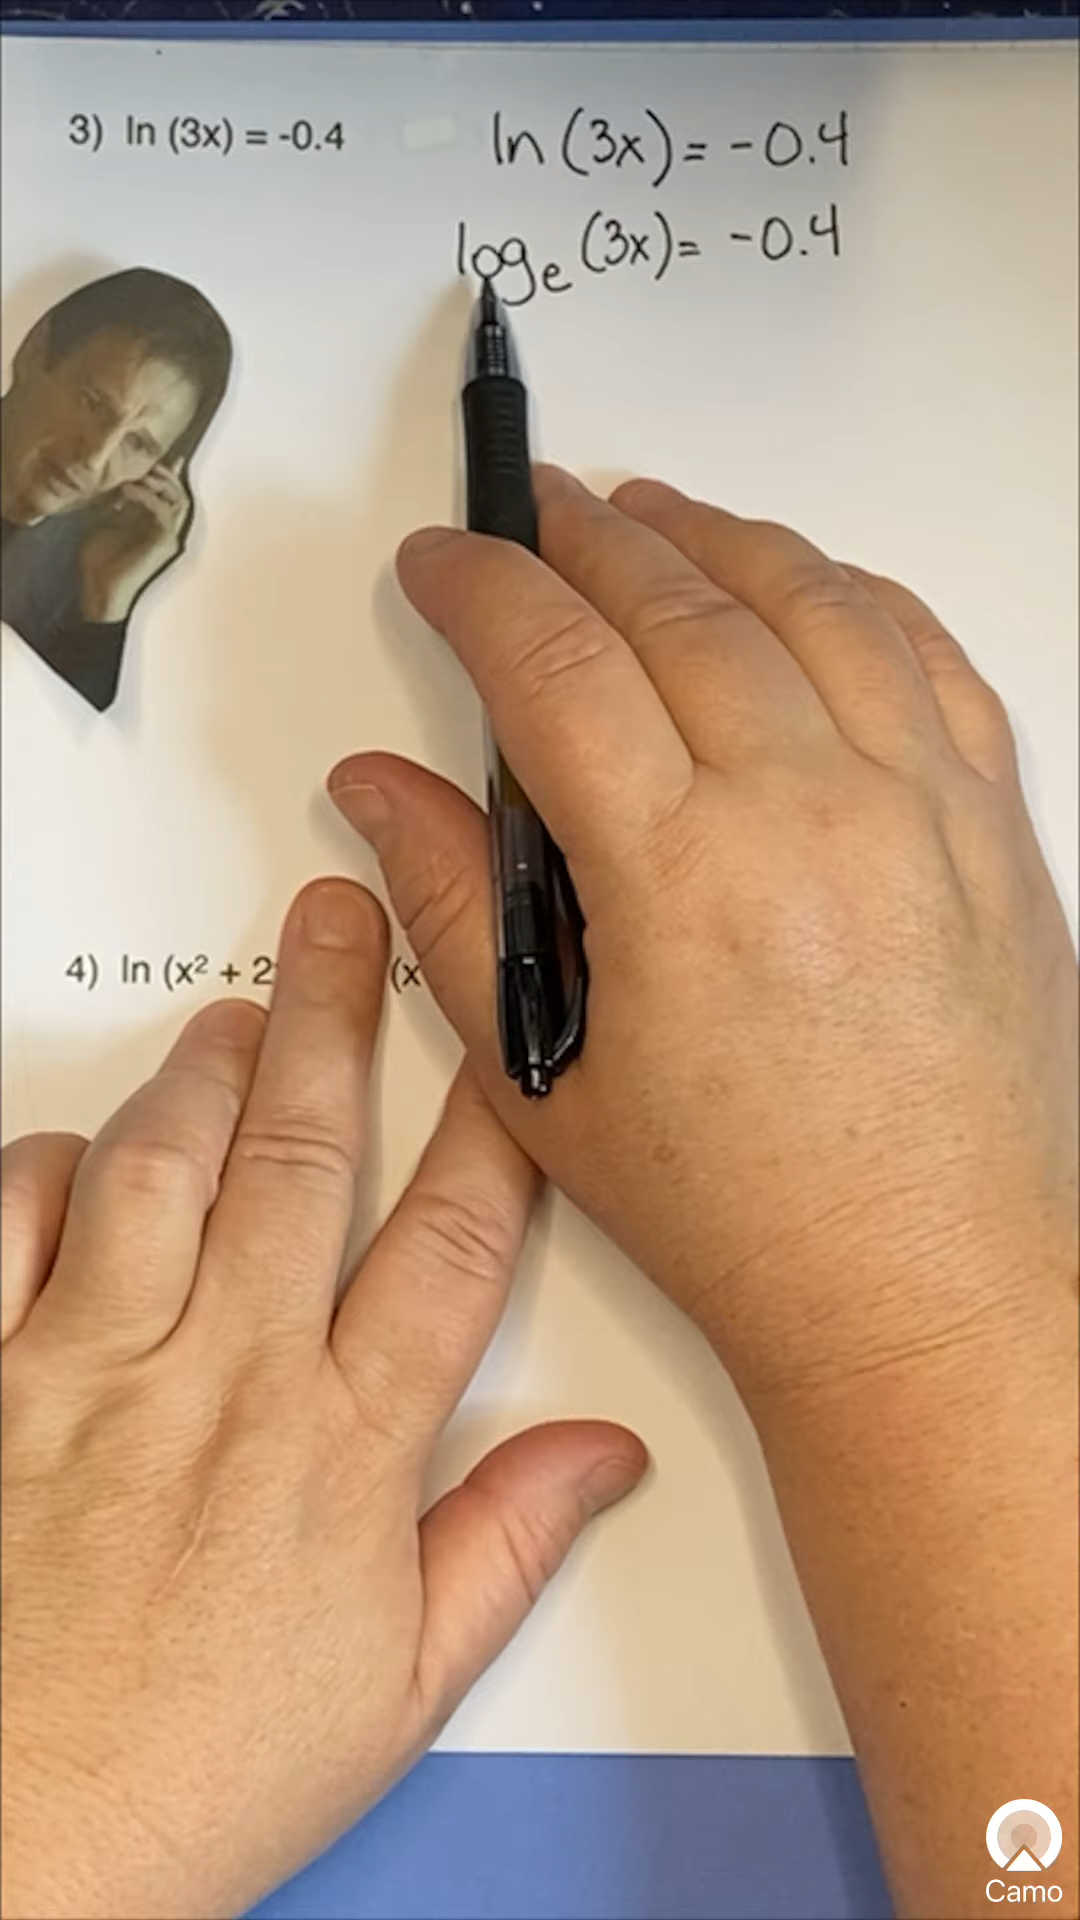 3) ln (3x) = -0.4
ln (3x) = -0.4
logₑ (3x) = -0.4
4) ln (x² + 2 (x
Camo